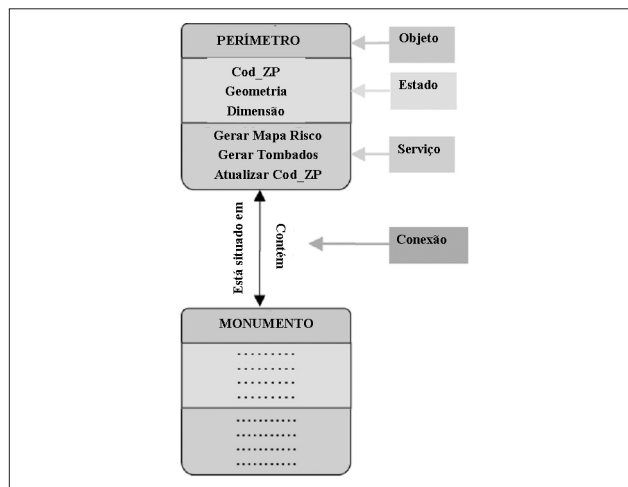 PERÍMETRO
Objeto
Cod_ZP
Geometria
Dimensão
Estado
Gerar Mapa Risco
Gerar Tombados
Atualizar Cod_ZP
Serviço
Está situado em
Contém
Conexão
MONUMENTO
.........
.........
.........
.........
..........
..........
..........
..........